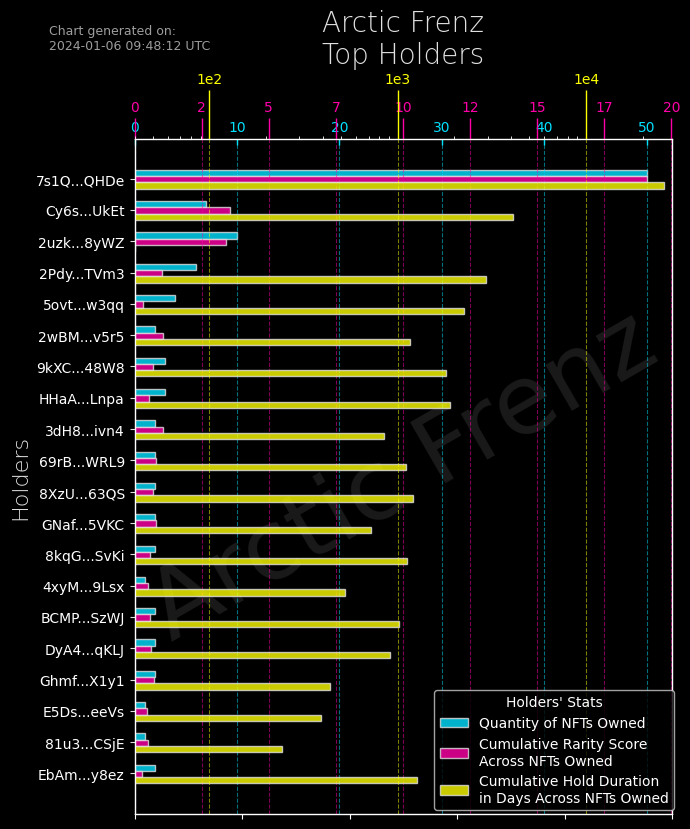 Chart generated on:
2024-01-06 09:48:12 UTC
Arctic Frenz
Top Holders
1e2 1e3 1e4
0 2 5 7 10 12 15 17 20
0 10 20 30 40 50
7s1Q...QHDe
Cy6s...UkEt
2uzk...8yWZ
2Pdy...TVm3
5ovt...w3qq
2wBM...v5r5
9kXC...48W8
HHaA...Lnpa
3dH8...ivn4
69rB...WRL9
8XzU...63QS
GNaf...5VKC
8kqG...SvKi
4xyM...9Lsx
BCMP...SzWJ
DyA4...qKLJ
Ghmf...X1y1
E5Ds...eeVs
81u3...CSjE
EbAm...y8ez
Holders
Arctic Frenz
Holders' Stats
Quantity of NFTs Owned
Cumulative Rarity Score
Across NFTs Owned
Cumulative Hold Duration
in Days Across NFTs Owned